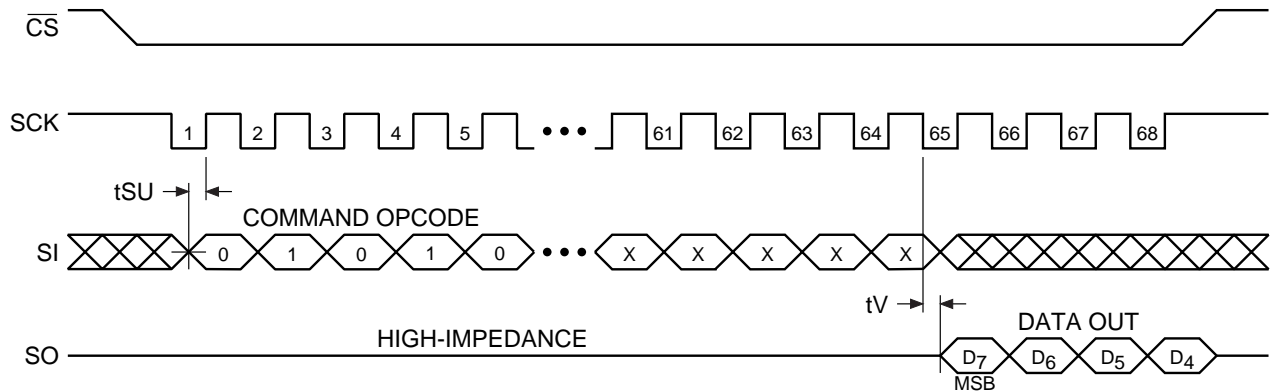 CS
SCK 1 2 3 4 5 ••• 61 62 63 64 65 66 67 68
tSU
COMMAND OPCODE
SI 0 1 0 1 0 ••• X X X X X
tV
HIGH-IMPEDANCE
DATA OUT
SO D7 D6 D5 D4
MSB